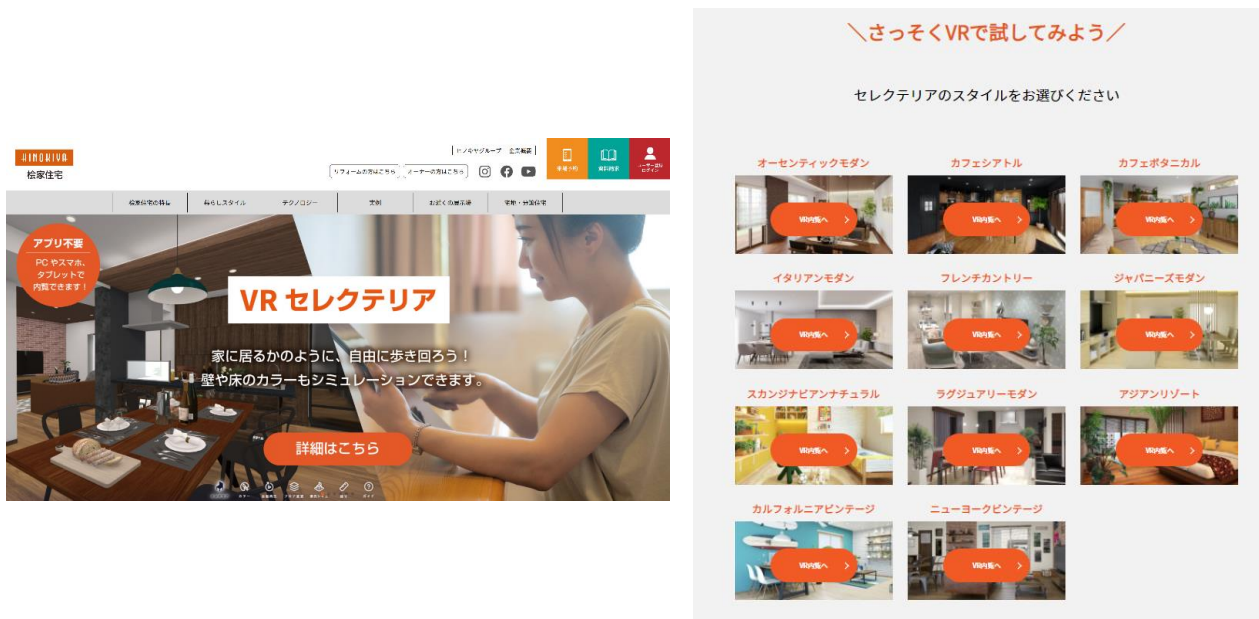 HINOKIYA
桧家住宅
ヒノキヤグループ 企業概要
リフォームの方はこちら オーナーの方はこちら
資料請求
桧家住宅の特長 暮らしスタイル テクノロジー 実例 お近くの展示場 宅地・分譲住宅
アプリ不要
PCやスマホ、
タブレットで
内覧できます！
VR セレクテリア
家に居るかのように、自由に歩き回ろう！
壁や床のカラーもシミュレーションできます。
詳細はこちら
＼さっそくVRで試してみよう／
セレクテリアのスタイルをお選びください
オーセンティックモダン カフェシアトル カフェボタニカル
VR内覧へ VR内覧へ VR内覧へ
イタリアンモダン フレンチカントリー ジャパニーズモダン
VR内覧へ VR内覧へ VR内覧へ
スカンジナビアンナチュラル ラグジュアリーモダン アジアンリゾート
VR内覧へ VR内覧へ VR内覧へ
カルフォルニアビンテージ ニューヨークビンテージ
VR内覧へ VR内覧へ